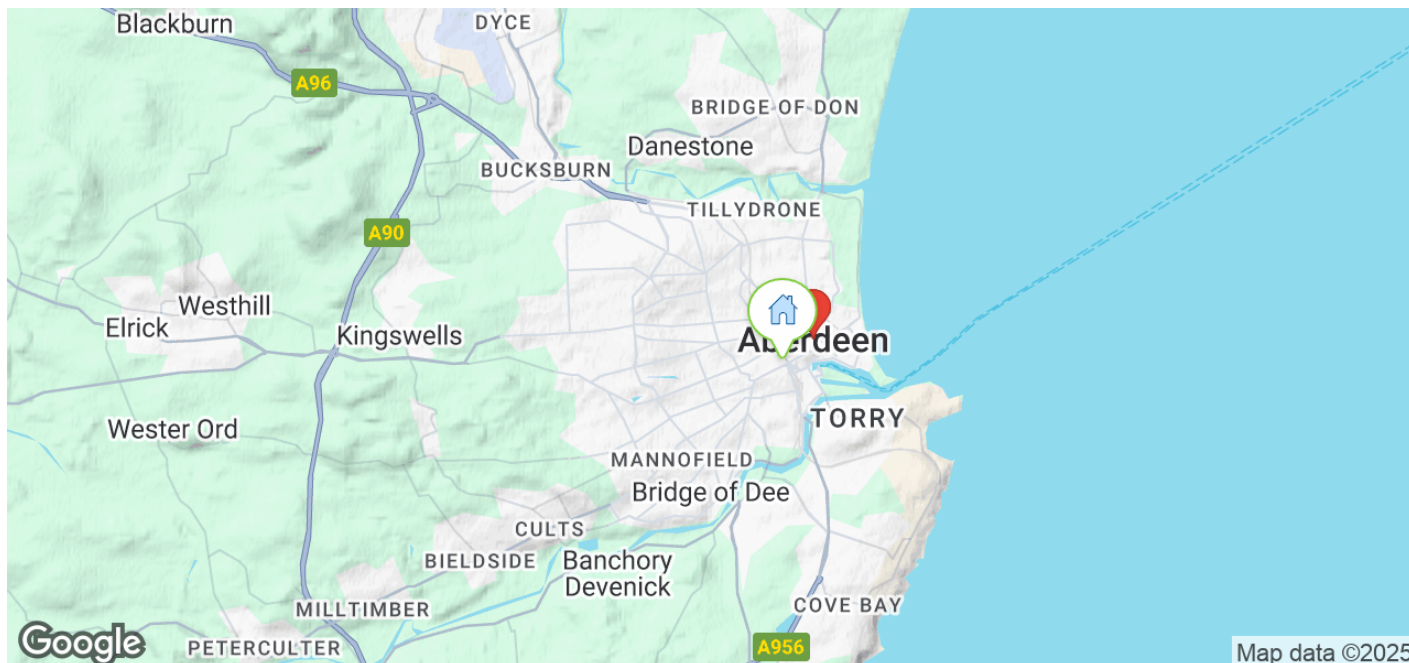 Blackburn
DYCE
A96
BRIDGE OF DON
Danestone
BUCKSBURN
TILLYDRONE
A90
Westhill
Elrick
Kingswells
Aberdeen
TORRY
Wester Ord
MANNOFIELD
Bridge of Dee
CULTS
BIELDSIDE
Banchory
Devenick
MILLTIMBER
COVE BAY
PETERCULTER
A956
Google
Map data ©2025